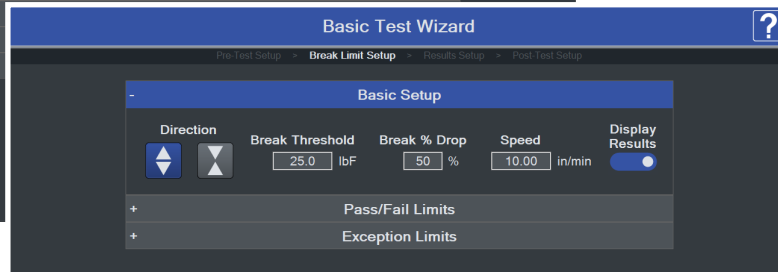 Basic Test Wizard
?
Pre-Test Setup > Break Limit Setup > Results Setup > Post-Test Setup
- Basic Setup
Direction
Break Threshold
25.0 lbF
Break % Drop
50 %
Speed
10.00 in/min
Display
Results
+ Pass/Fail Limits
+ Exception Limits